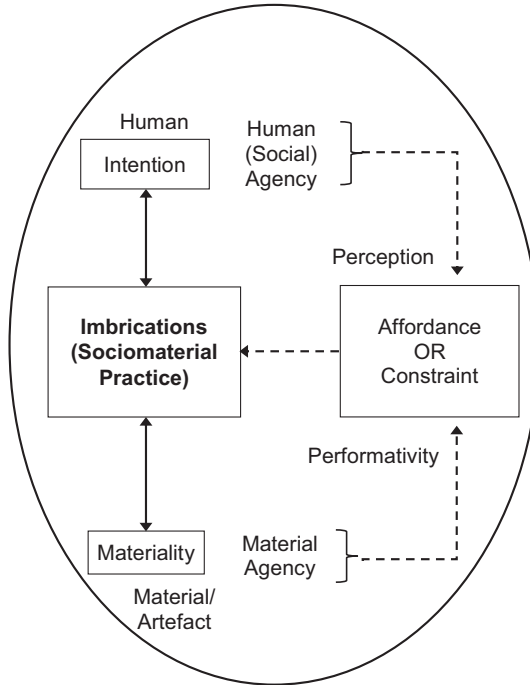 Human
Intention
Human
(Social)
Agency
Perception
Imbrications
(Sociomaterial
Practice)
Affordance
OR
Constraint
Performativity
Materiality
Material/
Artefact
Material
Agency